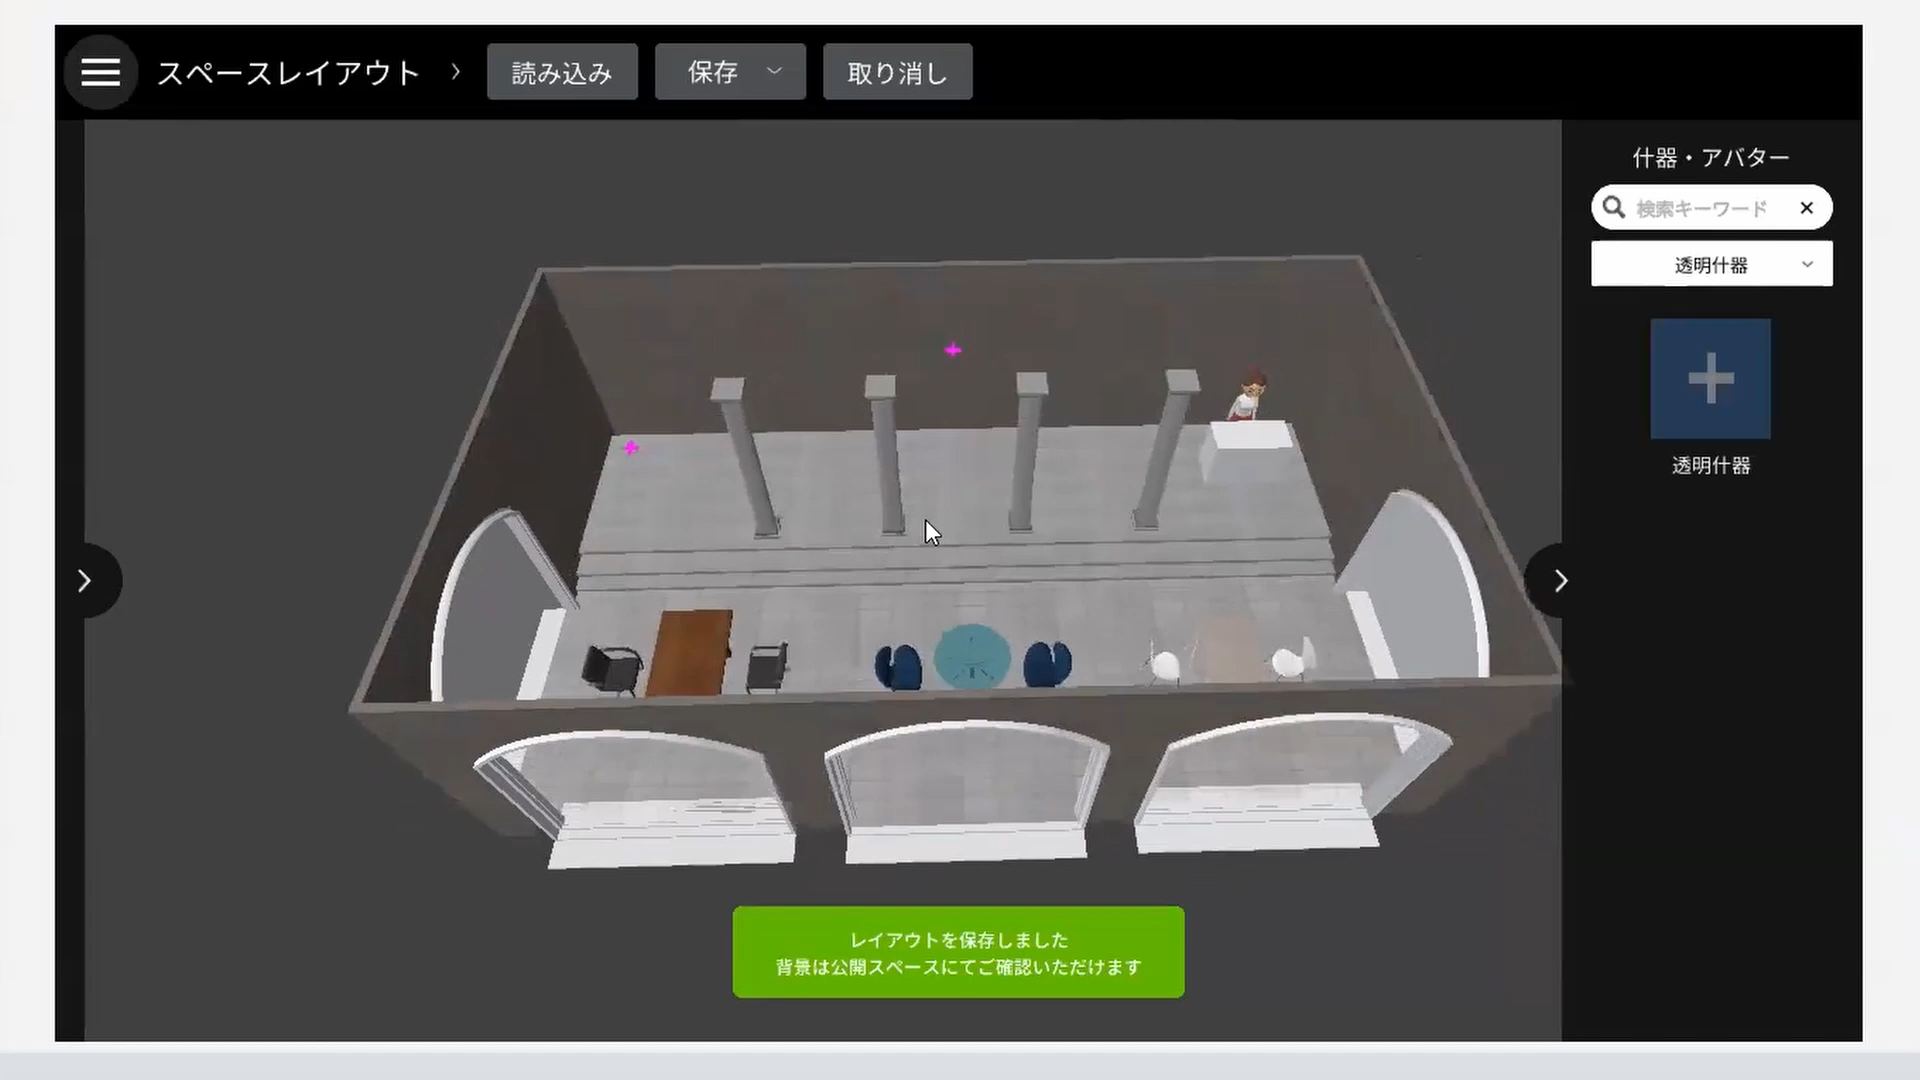 スペースレイアウト
読み込み
保存
取り消し
什器・アバター
検索キーワード
透明什器
透明什器
レイアウトを保存しました
背景は公開スペースにてご確認いただけます